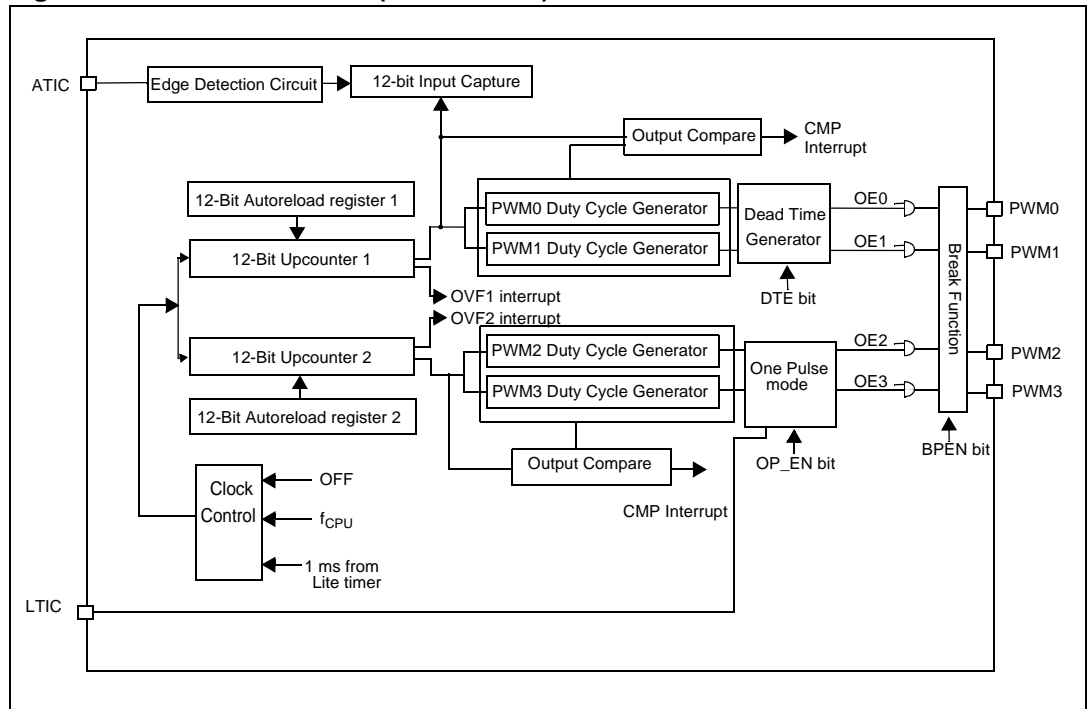 ATIC
Edge Detection Circuit
12-bit Input Capture
Output Compare
CMP
Interrupt
12-Bit Autoreload register 1
PWM0 Duty Cycle Generator
PWM1 Duty Cycle Generator
Dead Time
Generator
OE0
OE1
PWM0
PWM1
12-Bit Upcounter 1
DTE bit
OVF1 interrupt
OVF2 interrupt
Break Function
12-Bit Upcounter 2
PWM2 Duty Cycle Generator
PWM3 Duty Cycle Generator
One Pulse
mode
OE2
OE3
PWM2
PWM3
12-Bit Autoreload register 2
OP_EN bit
BPEN bit
Output Compare
CMP Interrupt
Clock
Control
OFF
fCPU
1 ms from
Lite timer
LTIC